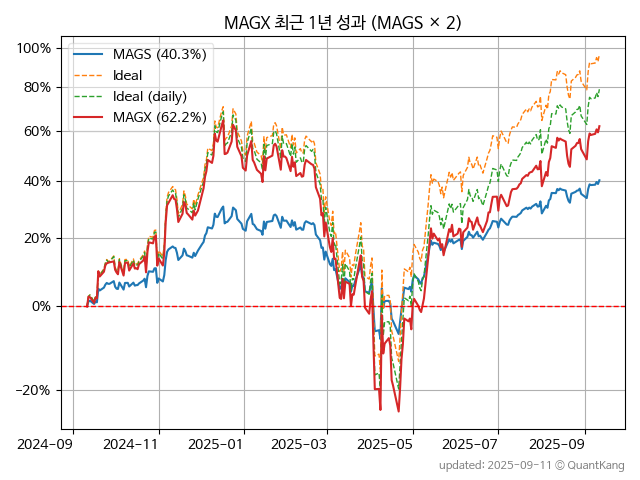 MAGX 최근 1년 성과 (MAGS × 2)
100%
80%
60%
40%
20%
0%
−20%
MAGS (40.3%)
Ideal
Ideal (daily)
MAGX (62.2%)
2024-09
2024-11
2025-01
2025-03
2025-05
2025-07
2025-09
updated: 2025-09-11 © QuantKang